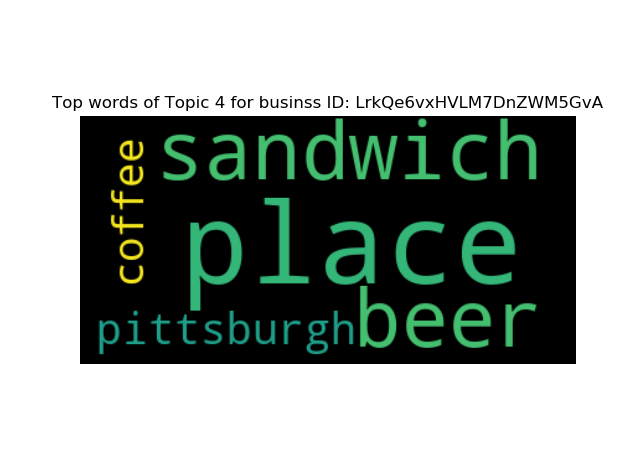 Top words of Topic 4 for businss ID: LrkQe6vxHVLM7DnZWM5GvA
coffee
sandwich
place
pittsburgh
beer